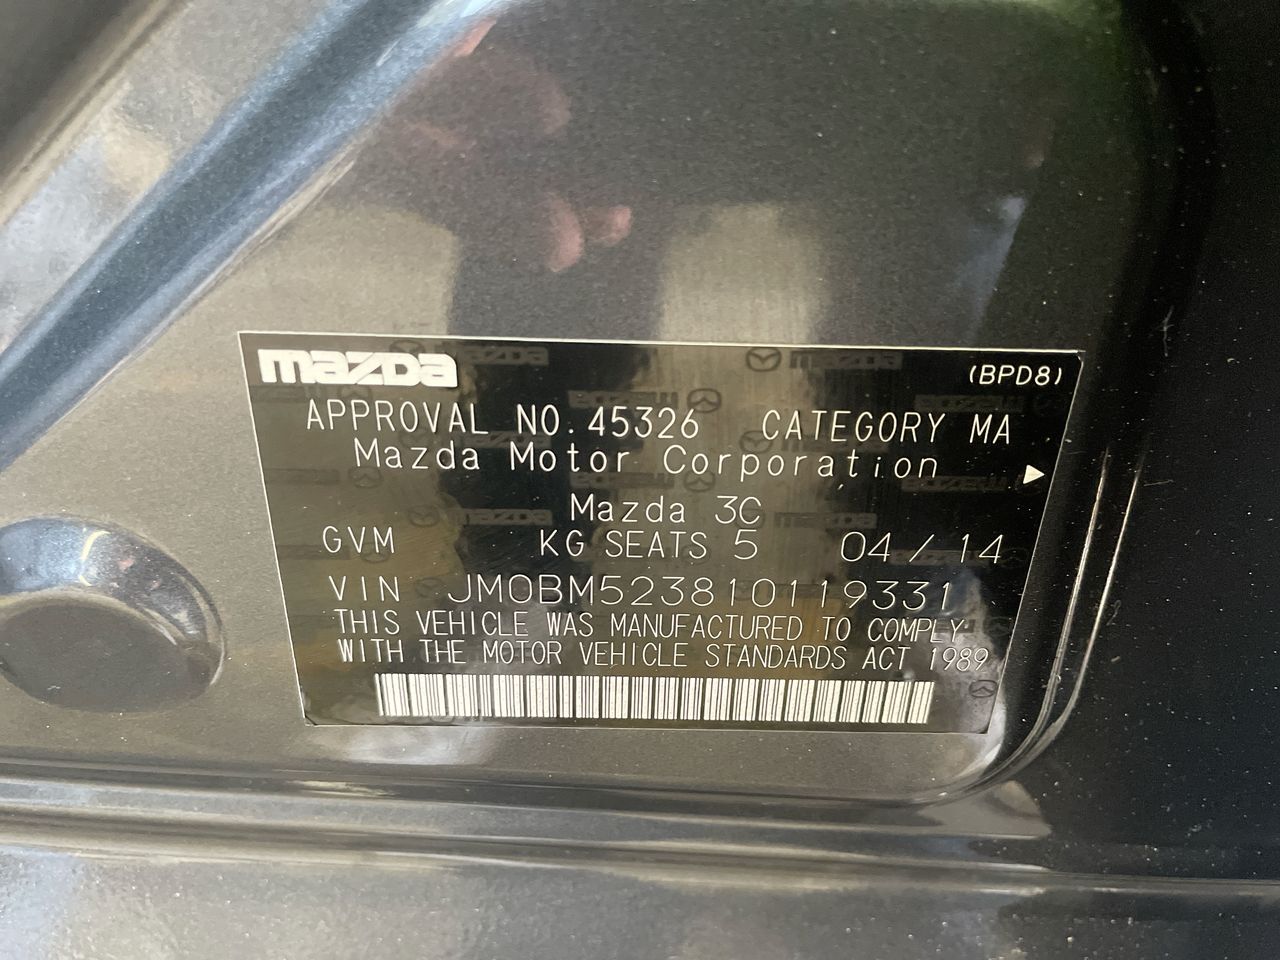 mazda
(BPD8)
APPROVAL NO. 45326 CATEGORY MA
Mazda Motor Corporation
Mazda 3C
GVM KG SEATS 5 04 / 14
VIN JM0BM523810119331
THIS VEHICLE WAS MANUFACTURED TO COMPLY
WITH THE MOTOR VEHICLE STANDARDS ACT 1989